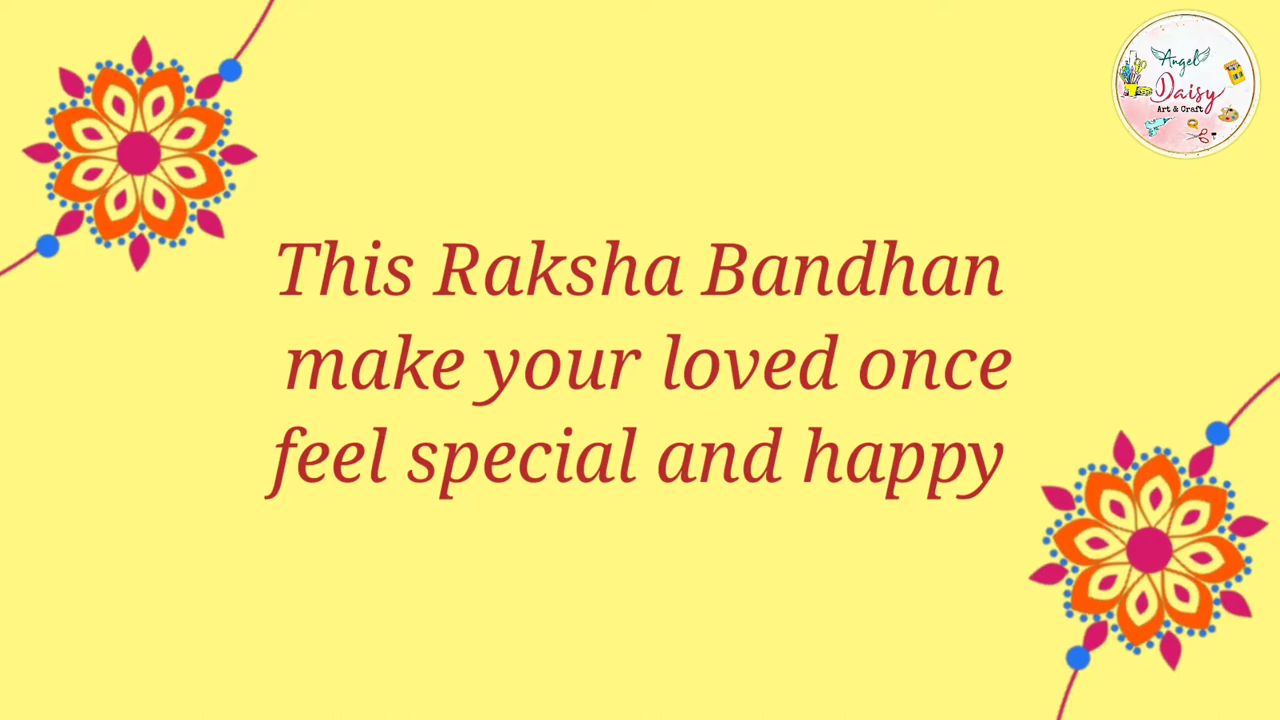 Angel
Daisy
Art & Craft
This Raksha Bandhan
make your loved once
feel special and happy